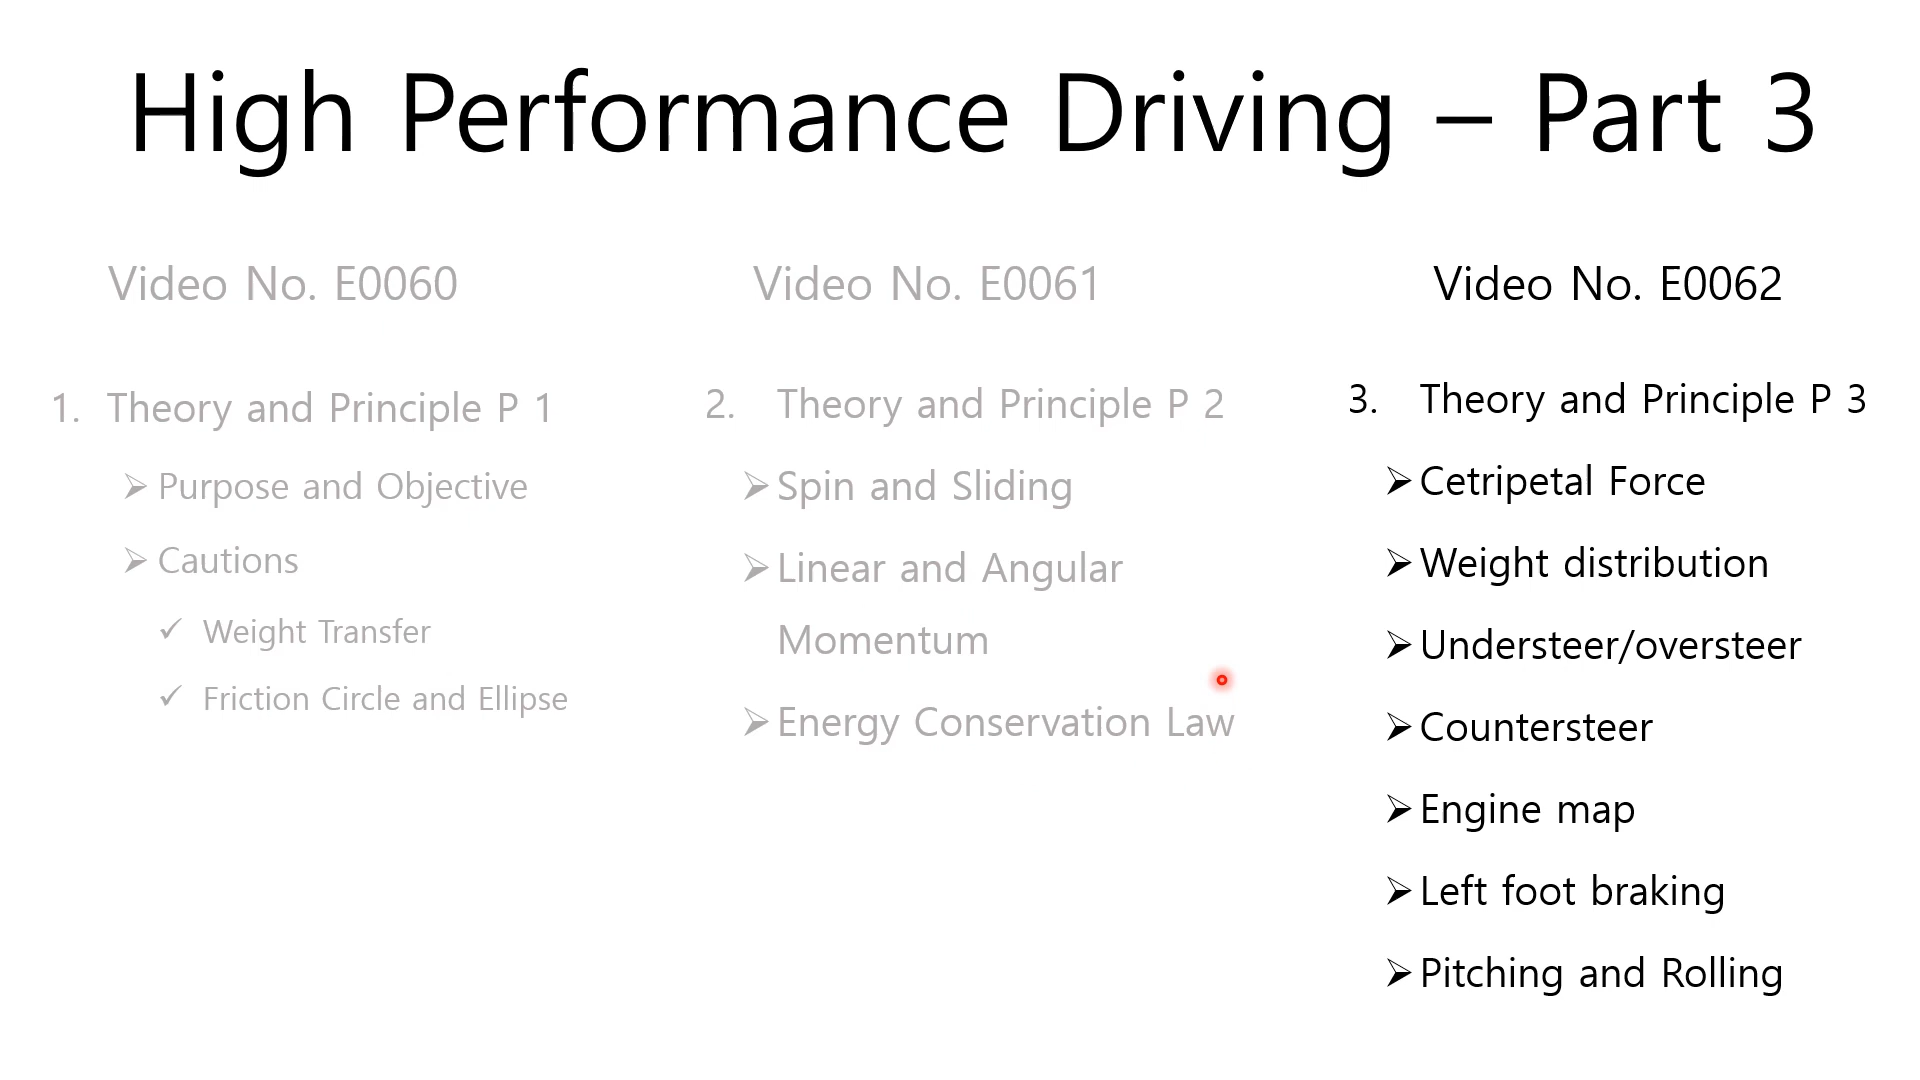 High Performance Driving – Part 3
Video No. E0060
1. Theory and Principle P 1
➢ Purpose and Objective
➢ Cautions
✓ Weight Transfer
✓ Friction Circle and Ellipse
Video No. E0061
2. Theory and Principle P 2
➢ Spin and Sliding
➢ Linear and Angular
Momentum
➢ Energy Conservation Law
Video No. E0062
3. Theory and Principle P 3
➢ Cetripetal Force
➢ Weight distribution
➢ Understeer/oversteer
➢ Countersteer
➢ Engine map
➢ Left foot braking
➢ Pitching and Rolling